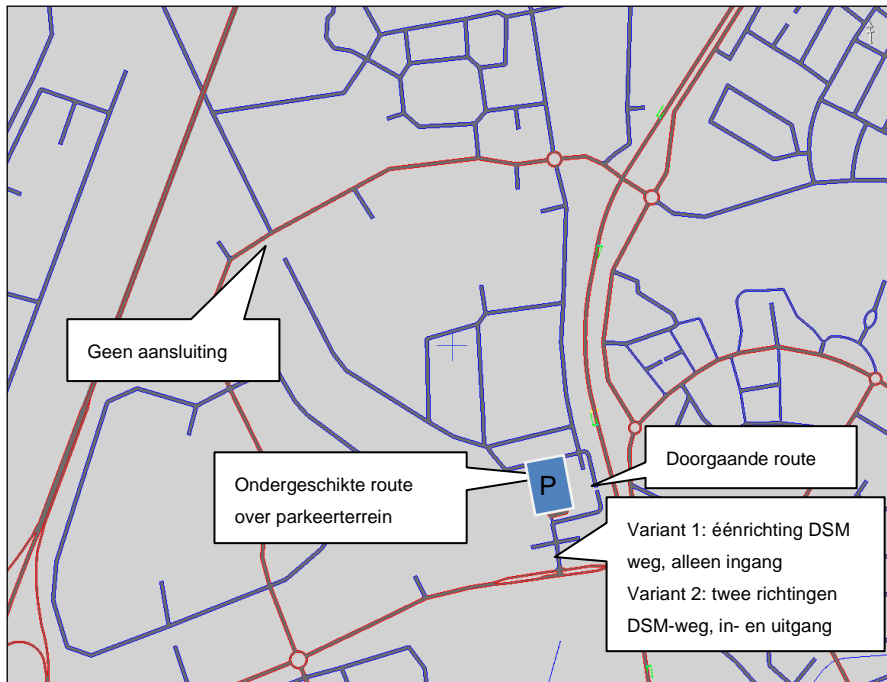 Geen aansluiting
Ondergeschikte route
over parkeerterrein
P
Doorgaande route
Variant 1: éénrichting DSM
weg, alleen ingang
Variant 2: twee richtingen
DSM-weg, in- en uitgang